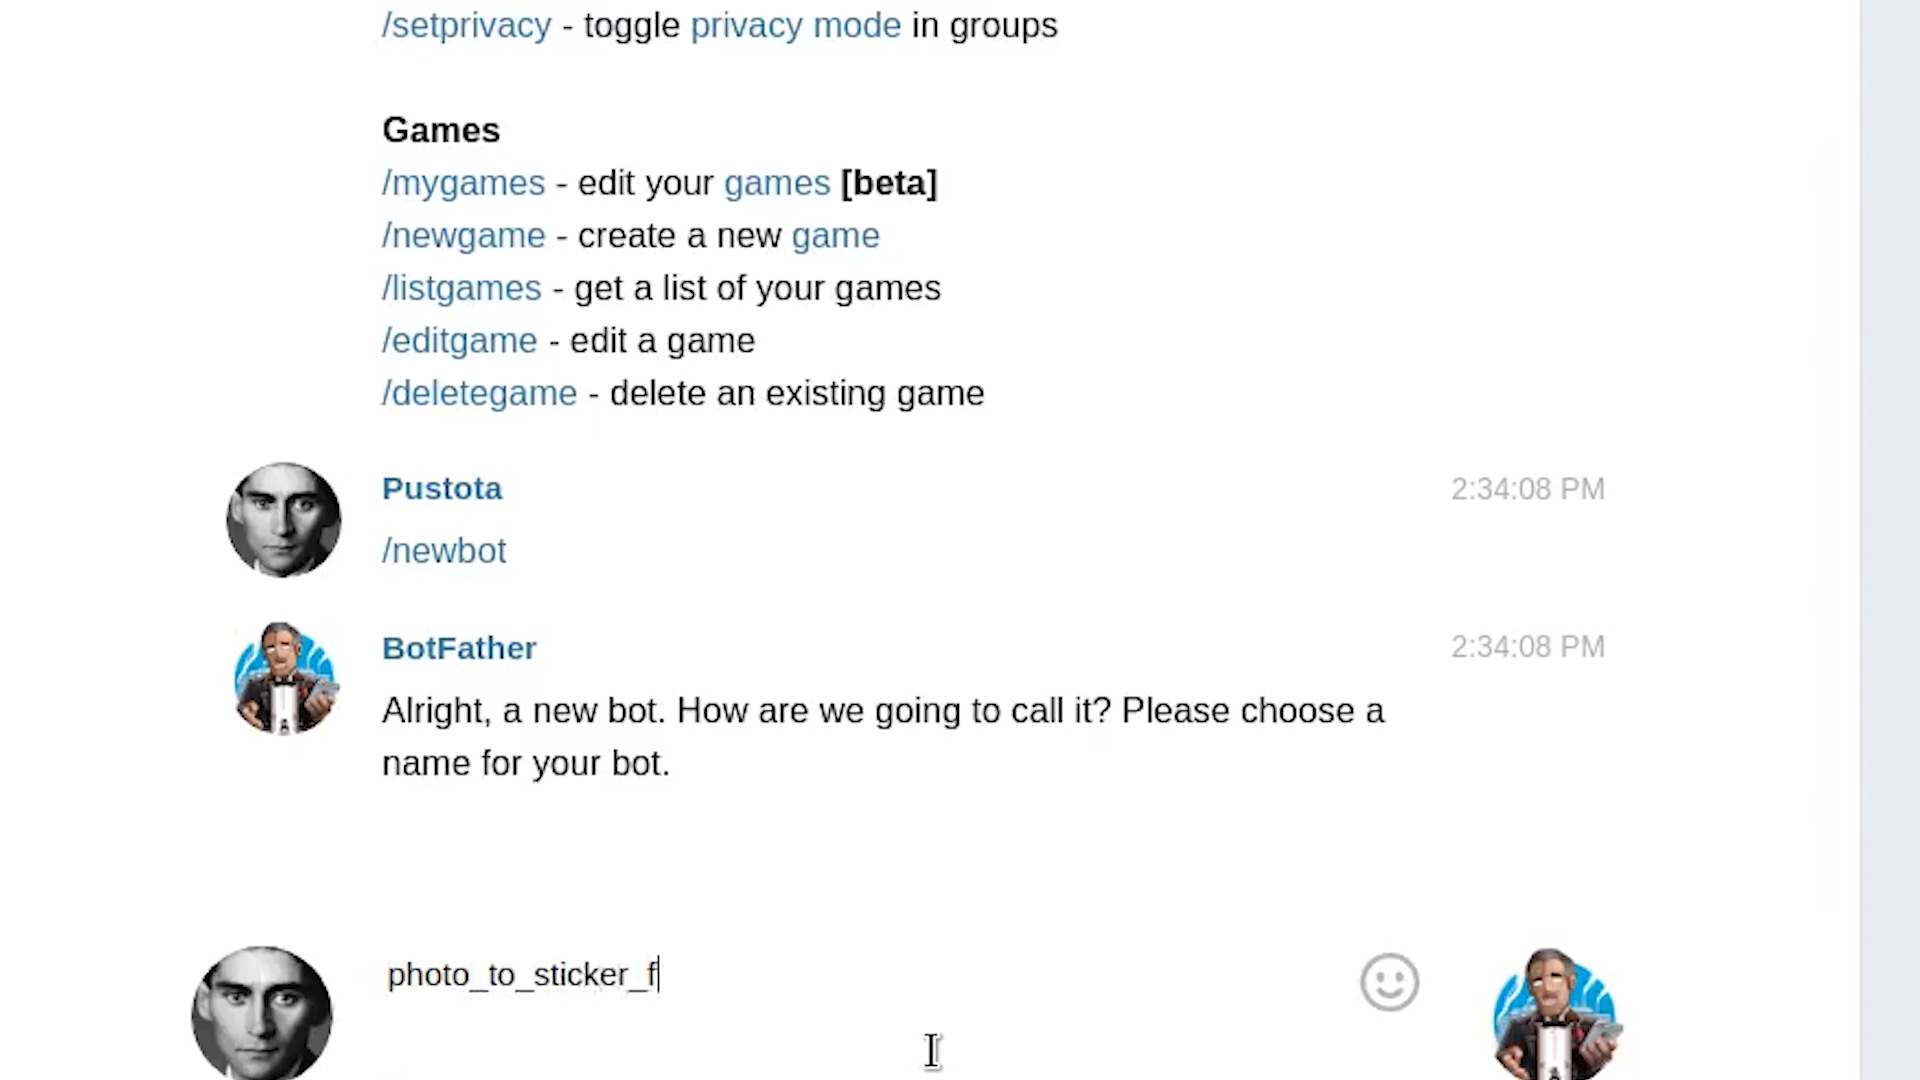 /setprivacy - toggle privacy mode in groups
Games
/mygames - edit your games [beta]
/newgame - create a new game
/listgames - get a list of your games
/editgame - edit a game
/deletegame - delete an existing game
Pustota 2:34:08 PM
/newbot
BotFather 2:34:08 PM
Alright, a new bot. How are we going to call it? Please choose a
name for your bot.
photo_to_sticker_f